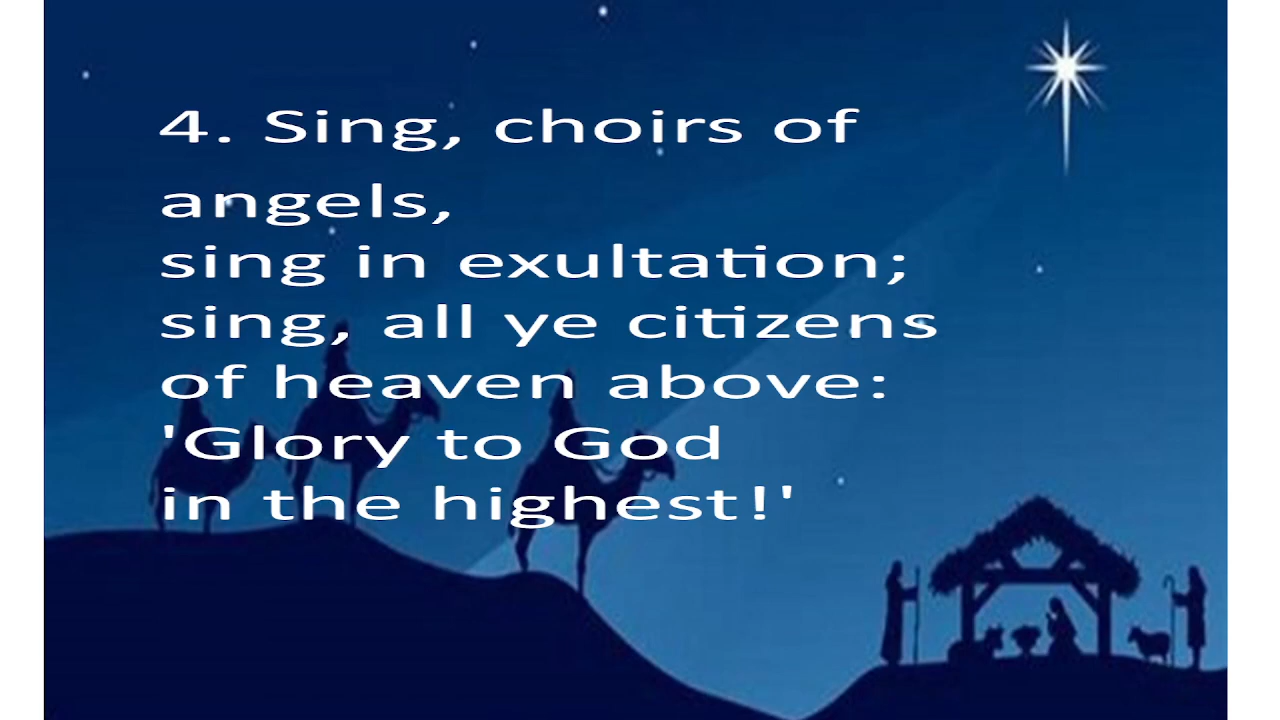 4. Sing, choirs of
angels,
sing in exultation;
sing, all ye citizens
of heaven above:
'Glory to God
in the highest!'